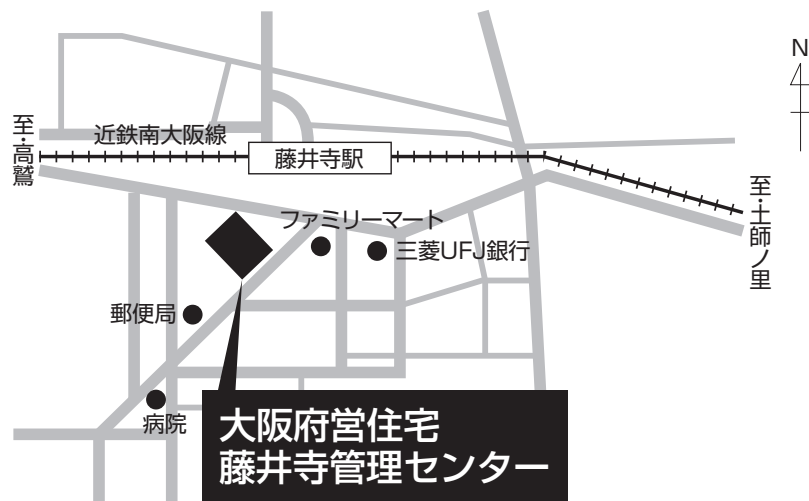 N
至・高鷲
近鉄南大阪線
藤井寺駅
至・土師ノ里
ファミリーマート
三菱UFJ銀行
郵便局
病院
大阪府営住宅
藤井寺管理センター